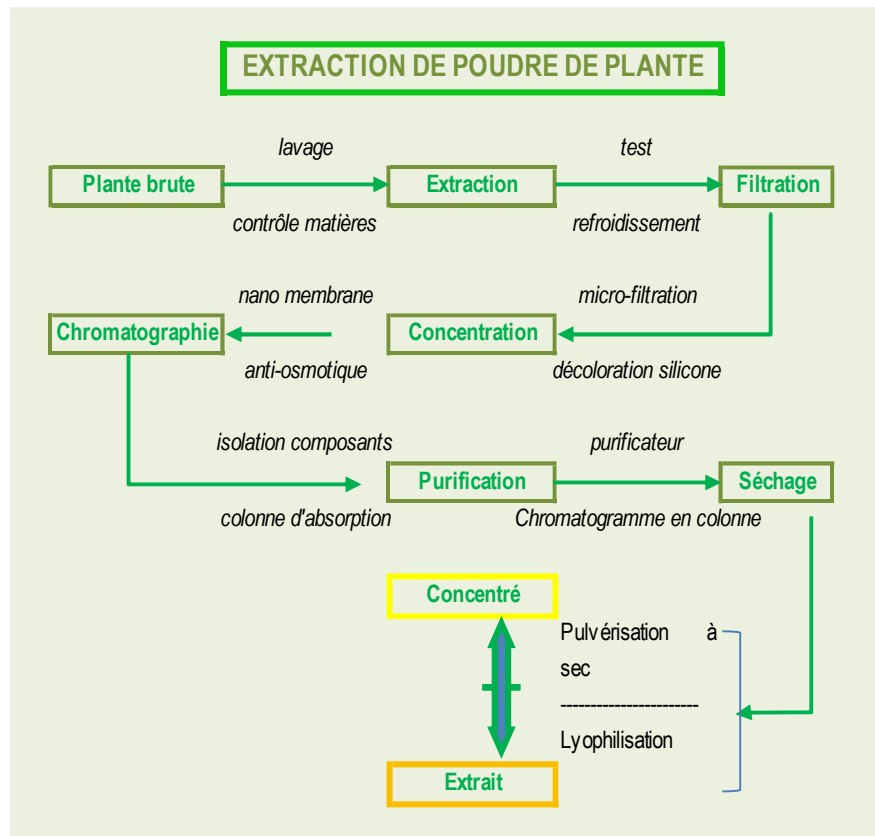 EXTRACTION DE POUDRE DE PLANTE
lavage
test
Plante brute
Extraction
Filtration
contrôle matières
refroidissement
nano membrane
micro-filtration
Chromatographie
Concentration
anti-osmotique
décoloration silicone
isolation composants
purificateur
Purification
Séchage
colonne d'absorption
Chromatogramme en colonne
Concentré
Pulvérisation à
sec
-----------------------
Lyophilisation
Extrait